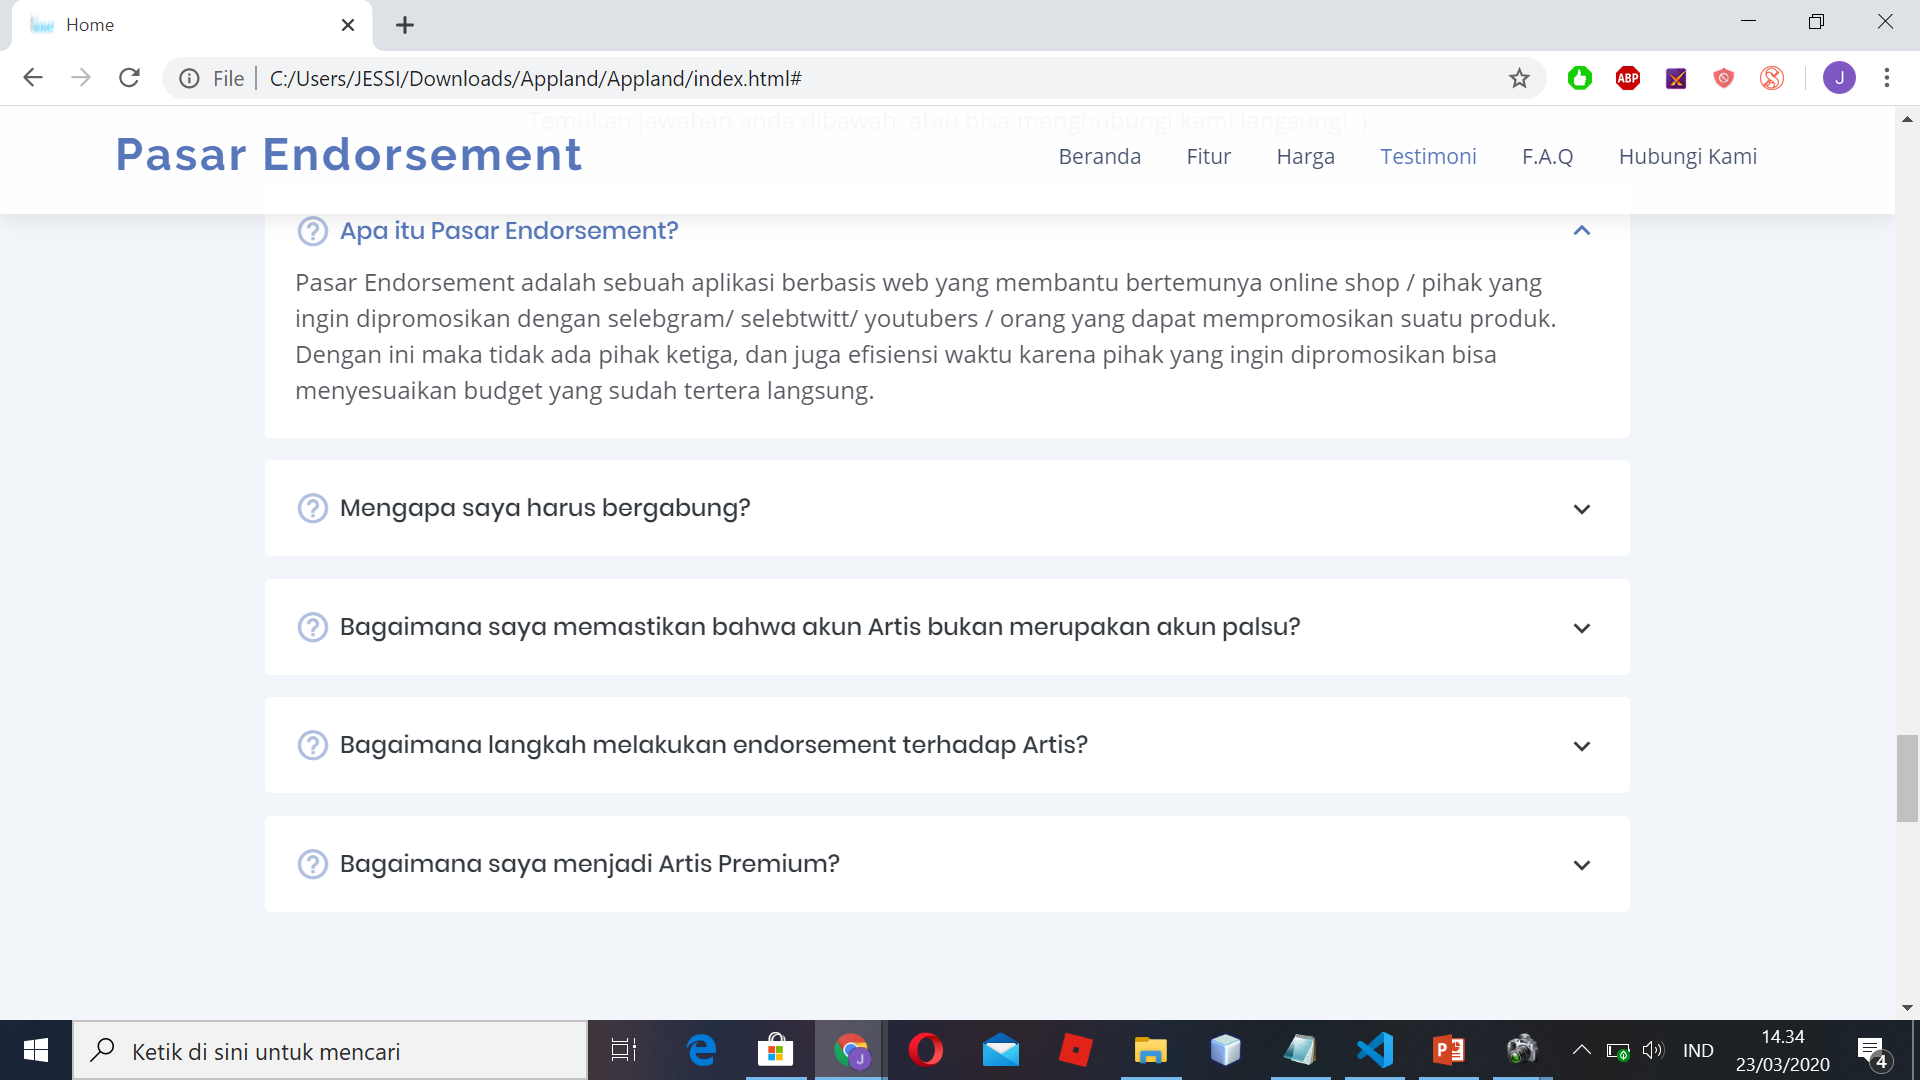 Home
File
C:/Users/JESSI/Downloads/Appland/Appland/index.html#
ABP
J
Temukan jawaban anda dibawah, atau bisa menghubungi kami langsung! :)
Pasar Endorsement
Beranda
Fitur
Harga
Testimoni
F.A.Q
Hubungi Kami
Apa itu Pasar Endorsement?
Pasar Endorsement adalah sebuah aplikasi berbasis web yang membantu bertemunya online shop / pihak yang
ingin dipromosikan dengan selebgram/ selebtwitt/ youtubers / orang yang dapat mempromosikan suatu produk.
Dengan ini maka tidak ada pihak ketiga, dan juga efisiensi waktu karena pihak yang ingin dipromosikan bisa
menyesuaikan budget yang sudah tertera langsung.
Mengapa saya harus bergabung?
Bagaimana saya memastikan bahwa akun Artis bukan merupakan akun palsu?
Bagaimana langkah melakukan endorsement terhadap Artis?
Bagaimana saya menjadi Artis Premium?
Ketik di sini untuk mencari
J
IND
14.34
23/03/2020
4